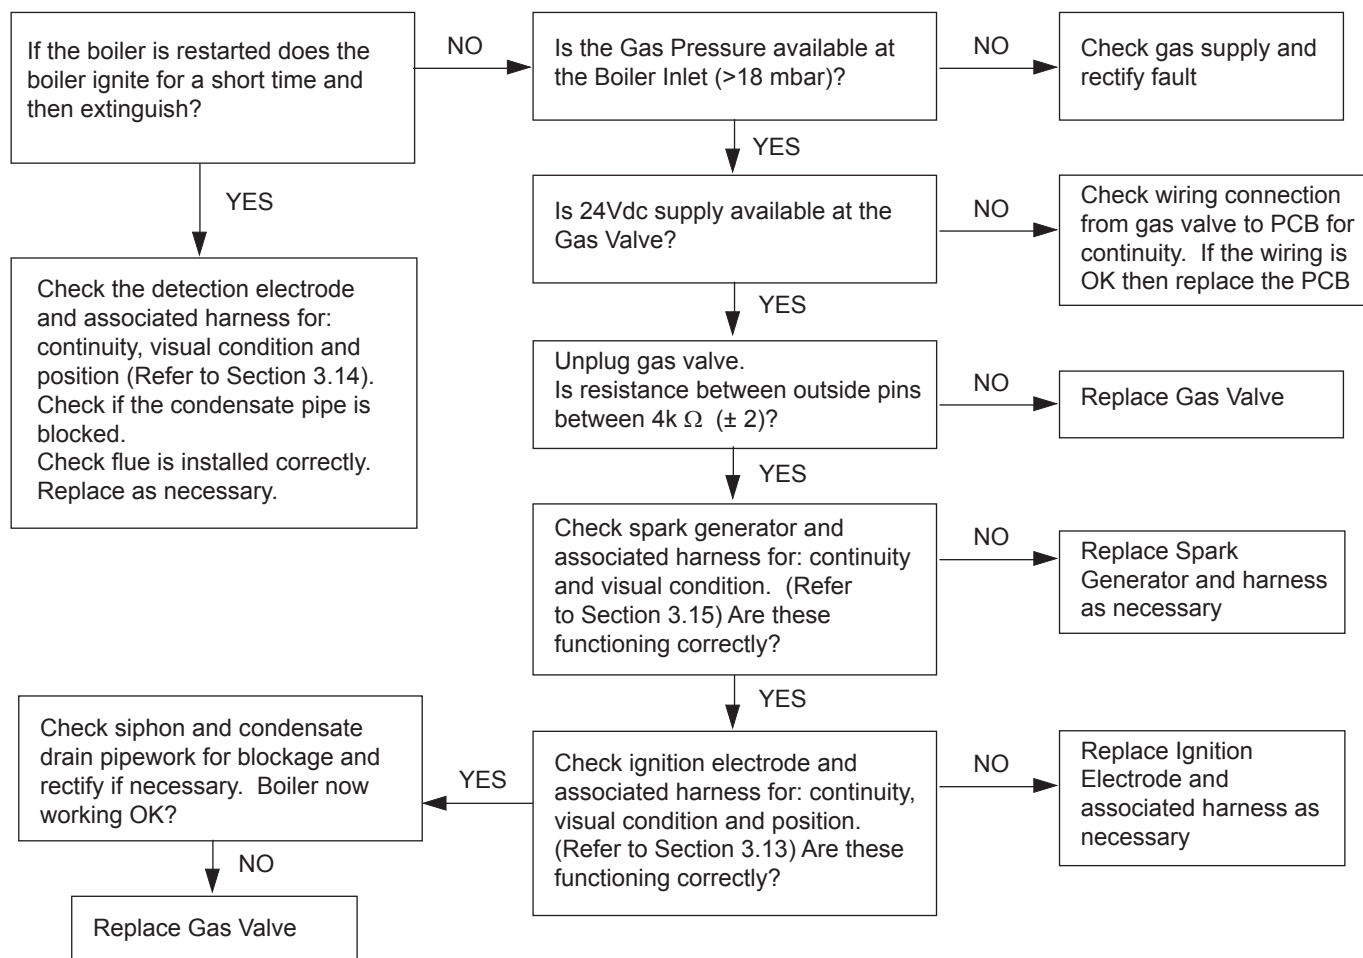 If the boiler is restarted does the
boiler ignite for a short time and
then extinguish?
NO
Is the Gas Pressure available at
the Boiler Inlet (>18 mbar)?
NO
Check gas supply and
rectify fault
YES
YES
Is 24Vdc supply available at the
Gas Valve?
NO
Check wiring connection
from gas valve to PCB for
continuity.  If the wiring is
OK then replace the PCB
Check the detection electrode
and associated harness for:
continuity, visual condition and
position (Refer to Section 3.14).
Check if the condensate pipe is
blocked.
Check flue is installed correctly.
Replace as necessary.
YES
Unplug gas valve.
Is resistance between outside pins
between 4k Ω  (± 2)?
NO
Replace Gas Valve
YES
Check spark generator and
associated harness for: continuity
and visual condition.  (Refer
to Section 3.15) Are these
functioning correctly?
NO
Replace Spark
Generator and harness
as necessary
YES
Check ignition electrode and
associated harness for: continuity,
visual condition and position.
(Refer to Section 3.13) Are these
functioning correctly?
NO
Replace Ignition
Electrode and
associated harness as
necessary
YES
Check siphon and condensate
drain pipework for blockage and
rectify if necessary.  Boiler now
working OK?
NO
Replace Gas Valve